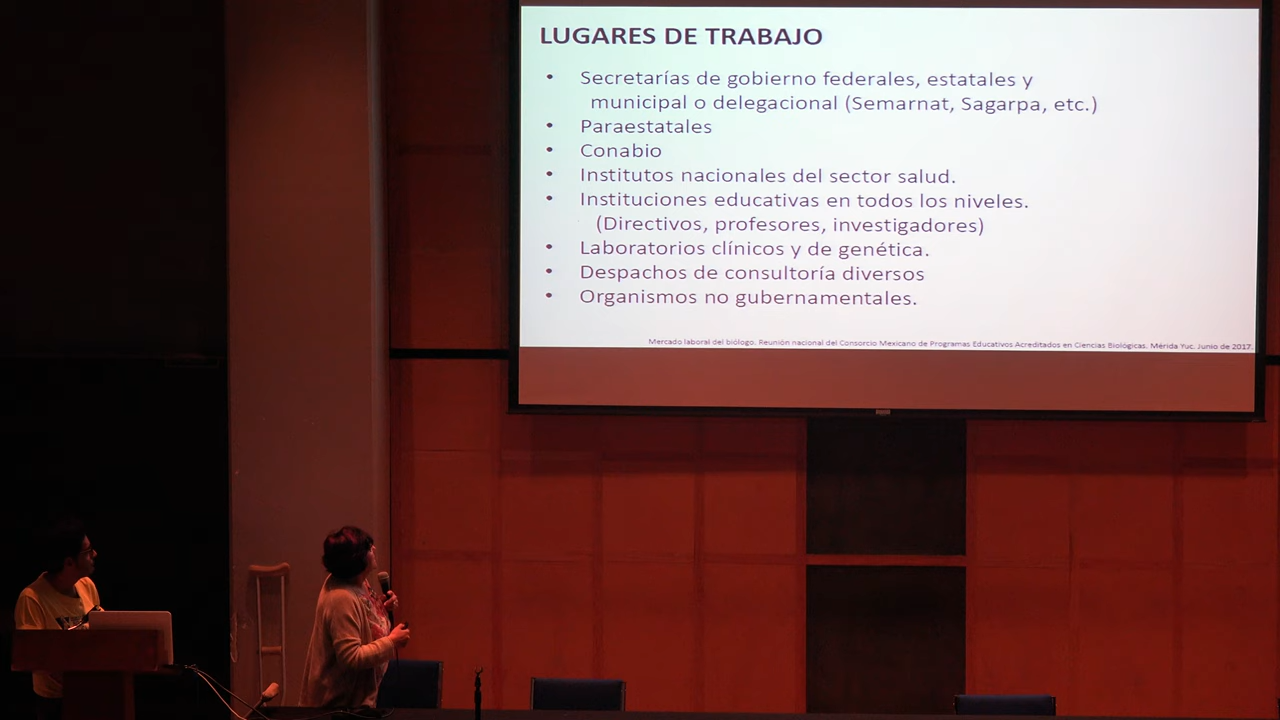 LUGARES DE TRABAJO
• Secretarías de gobierno federales, estatales y
municipal o delegacional (Semarnat, Sagarpa, etc.)
• Paraestatales
• Conabio
• Institutos nacionales del sector salud.
• Instituciones educativas en todos los niveles.
(Directivos, profesores, investigadores)
• Laboratorios clínicos y de genética.
• Despachos de consultoría diversos
• Organismos no gubernamentales.
Mercado laboral del biólogo. Reunión nacional del Consorcio Mexicano de Programas Educativos Acreditados en Ciencias Biológicas. Mérida Yuc. Junio de 2017.